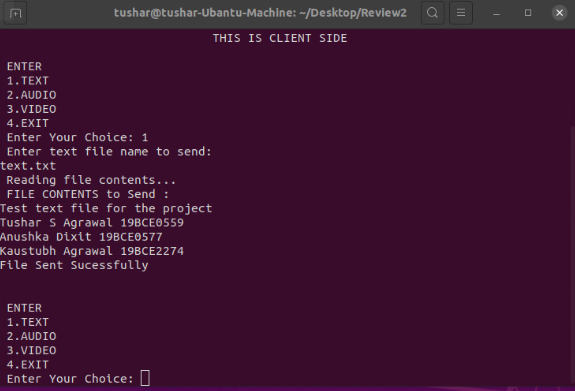 tushar@tushar-Ubantu-Machine: ~/Desktop/Review2
THIS IS CLIENT SIDE
ENTER
1.TEXT
2.AUDIO
3.VIDEO
4.EXIT
Enter Your Choice: 1
Enter text file name to send:
text.txt
Reading file contents...
FILE CONTENTS to Send :
Test text file for the project
Tushar S Agrawal 19BCE0559
Anushka Dixit 19BCE0577
Kaustubh Agrawal 19BCE2274
File Sent Sucessfully
ENTER
1.TEXT
2.AUDIO
3.VIDEO
4.EXIT
Enter Your Choice: